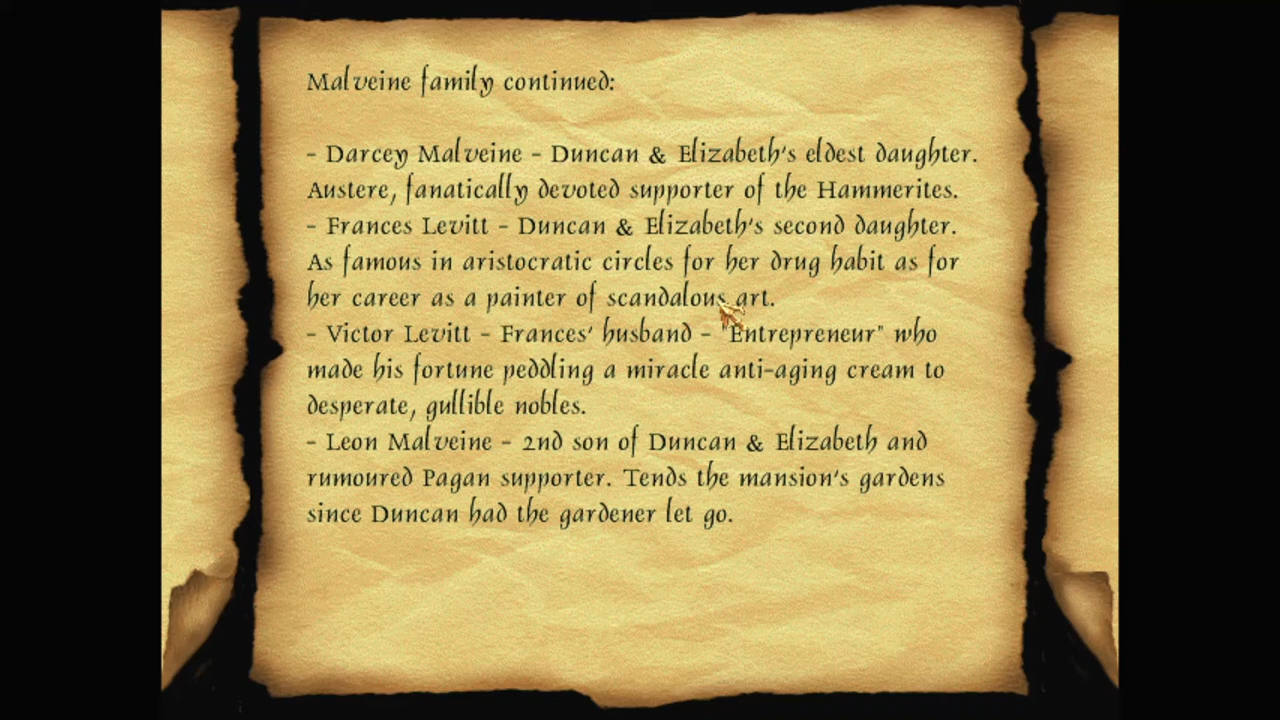 Malveine family continued:
- Darcey Malveine - Duncan & Elizabeth's eldest daughter.
Austere, fanatically devoted supporter of the Hammerites.
- Frances Levitt - Duncan & Elizabeth's second daughter.
As famous in aristocratic circles for her drug habit as for
her career as a painter of scandalous art.
- Victor Levitt - Frances' husband - "Entrepreneur" who
made his fortune peddling a miracle anti-aging cream to
desperate, gullible nobles.
- Leon Malveine - 2nd son of Duncan & Elizabeth and
rumoured Pagan supporter. Tends the mansion's gardens
since Duncan had the gardener let go.